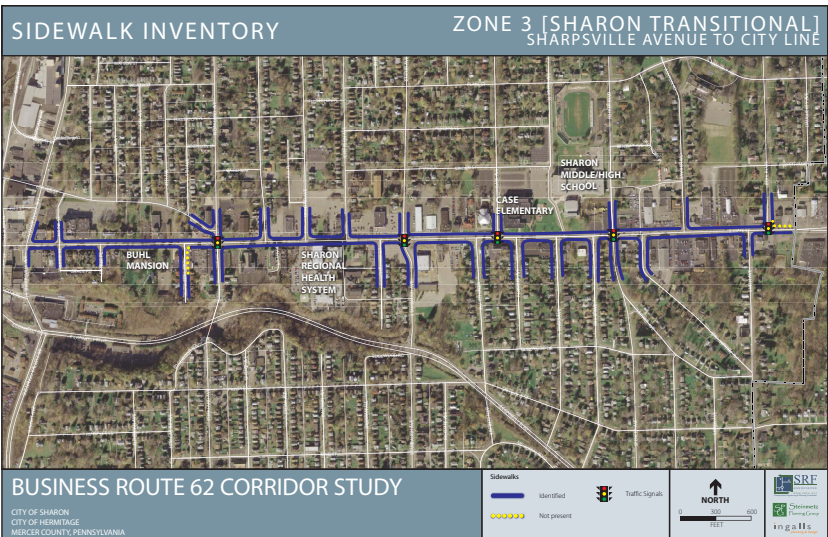 SIDEWALK INVENTORY
ZONE 3 [SHARON TRANSITIONAL]
SHARPSVILLE AVENUE TO CITY LINE
SHARON
MIDDLE/HIGH
SCHOOL
CASE
ELEMENTARY
BUHL
MANSION
SHARON
REGIONAL
HEALTH
SYSTEM
BUSINESS ROUTE 62 CORRIDOR STUDY
CITY OF SHARON
CITY OF HERMITAGE
MERCER COUNTY, PENNSYLVANIA
Sidewalks
Identified
Not present
Traffic Signals
NORTH
0 300 600
FEET
SRF
Steinmetz
Planning Group
ingalls